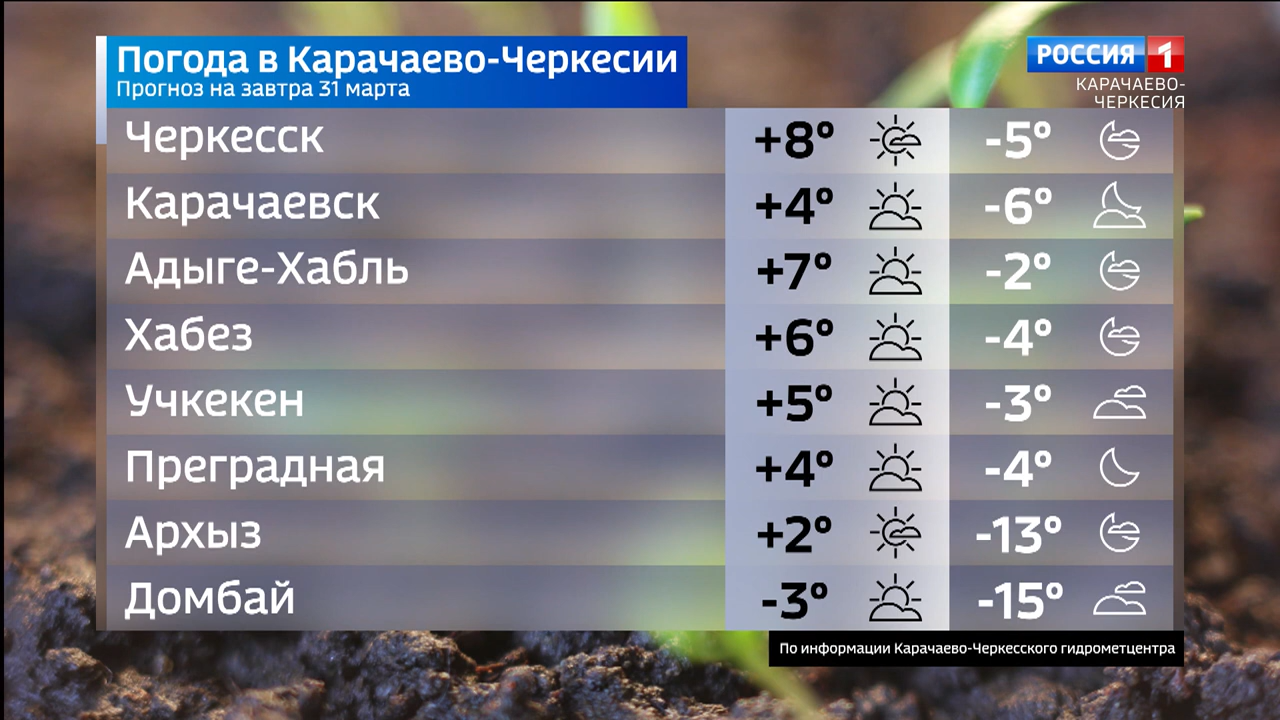 Погода в Карачаево-Черкесии
Прогноз на завтра 31 марта
РОССИЯ 1
КАРАЧАЕВО-
ЧЕРКЕСИЯ
Черкесск +8° -5°
Карачаевск +4° -6°
Адыге-Хабль +7° -2°
Хабез +6° -4°
Учкекен +5° -3°
Преградная +4° -4°
Архыз +2° -13°
Домбай -3° -15°
По информации Карачаево-Черкесского гидрометцентра